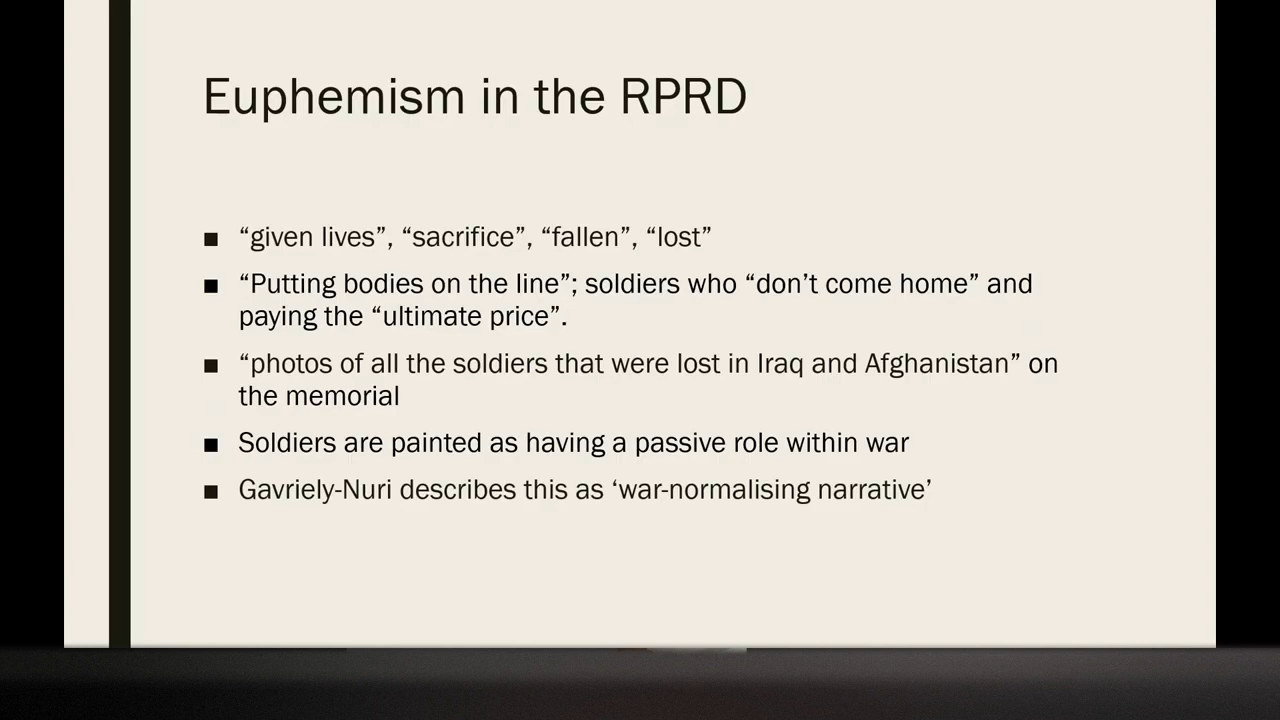 Euphemism in the RPRD
■ “given lives”, “sacrifice”, “fallen”, “lost”
■ “Putting bodies on the line”; soldiers who “don’t come home” and
paying the “ultimate price”.
■ “photos of all the soldiers that were lost in Iraq and Afghanistan” on
the memorial
■ Soldiers are painted as having a passive role within war
■ Gavriely-Nuri describes this as ‘war-normalising narrative’